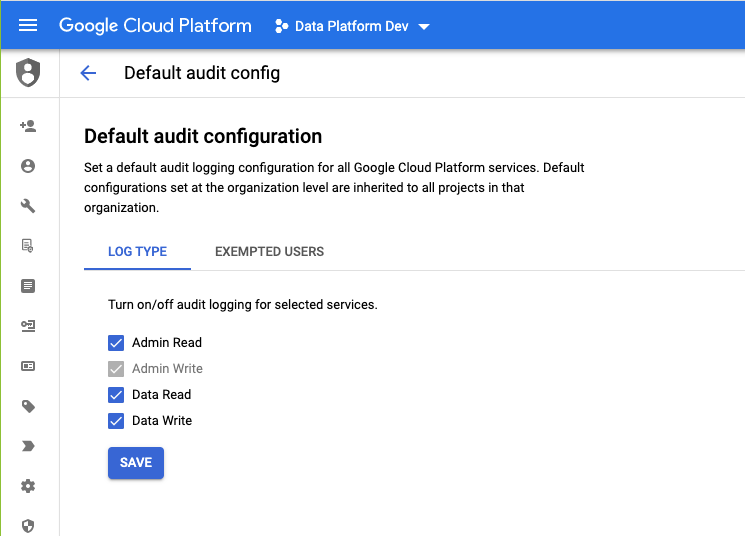 Google Cloud Platform
Data Platform Dev
Default audit config
Default audit configuration
Set a default audit logging configuration for all Google Cloud Platform services. Default
configurations set at the organization level are inherited to all projects in that
organization.
LOG TYPE
EXEMPTED USERS
Turn on/off audit logging for selected services.
Admin Read
Admin Write
Data Read
Data Write
SAVE